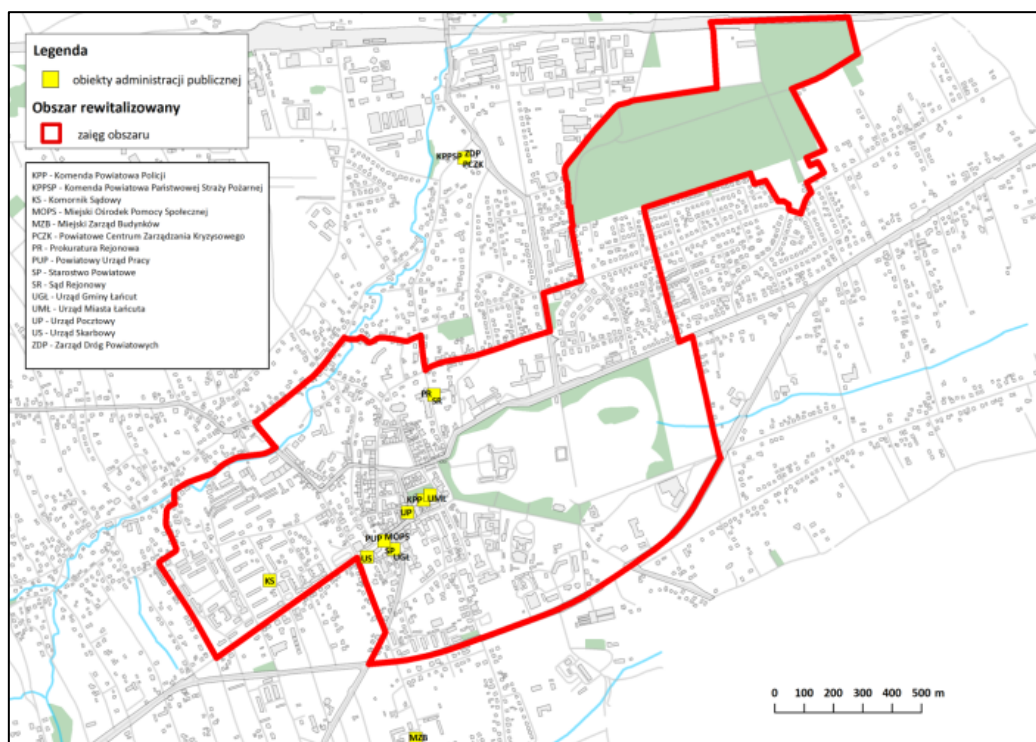 Legenda
obiekty administracji publicznej
Obszar rewitalizowany
zaięg obszaru
KPP - Komenda Powiatowa Policji
KPPSP - Komenda Powiatowa Państwowej Straży Pożarnej
KS - Komornik Sądowy
MOPS - Miejski Ośrodek Pomocy Społecznej
MZB - Miejski Zarząd Budynków
PCZK - Powiatowe Centrum Zarządzania Kryzysowego
PR - Prokuratura Rejonowa
PUP - Powiatowy Urząd Pracy
SP - Starostwo Powiatowe
SR - Sąd Rejonowy
UGŁ - Urząd Gminy Łańcut
UMŁ - Urząd Miasta Łańcuta
UP - Urząd Pocztowy
US - Urząd Skarbowy
ZDP - Zarząd Dróg Powiatowych
KPPSP ZDP
PCZK
PR
SR
KPP UMŁ
UP
PUP MOPS
SP
US UGŁ
KS
MZB
0 100 200 300 400 500 m